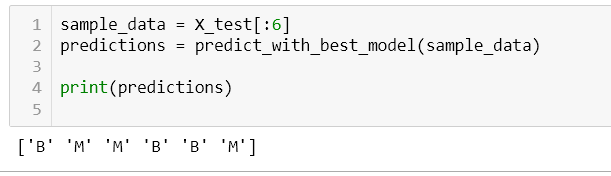 1 sample_data = X_test[:6]
2 predictions = predict_with_best_model(sample_data)
3
4 print(predictions)
5
['B' 'M' 'M' 'B' 'B' 'M']